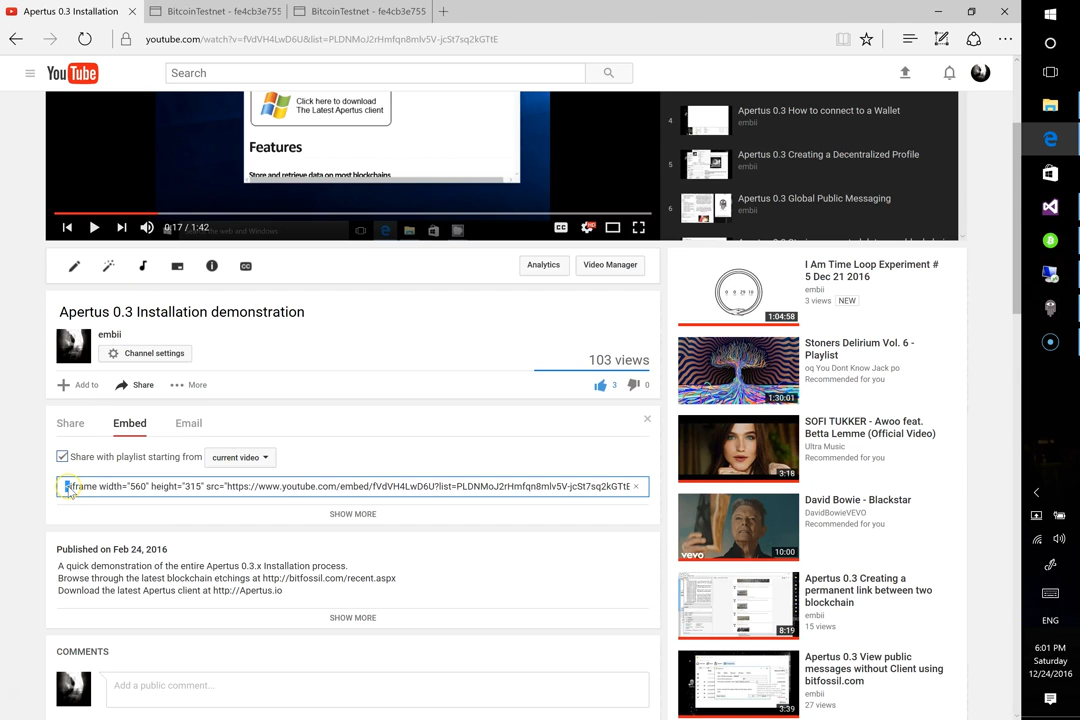 Apertus 0.3 Installation
BitcoinTestnet - fe4cb3e755
BitcoinTestnet - fe4cb3e755
youtube.com/watch?v=fVdVH4LwD6U&list=PLDNMoJ2rHmfqn8mlv5V-jcSt7sq2kGTtE
YouTube
Search
Click here to download
The Latest Apertus client
Features
Store and retrieve data on most blockchains
0:17 / 1:42
HD
4
Apertus 0.3 How to connect to a Wallet
embii
5
Apertus 0.3 Creating a Decentralized Profile
embii
6
Apertus 0.3 Global Public Messaging
embii
Analytics
Video Manager
Apertus 0.3 Installation demonstration
embii
Channel settings
103 views
Add to
Share
More
3
0
Share
Embed
Email
Share with playlist starting from
current video
iframe width="560" height="315" src="https://www.youtube.com/embed/fVdVH4LwD6U?list=PLDNMoJ2rHmfqn8mlv5V-jcSt7sq2kGTtE
SHOW MORE
Published on Feb 24, 2016
A quick demonstration of the entire Apertus 0.3.x Installation process.
Browse through the latest blockchain etchings at http://bitfossil.com/recent.aspx
Download the latest Apertus client at http://Apertus.io
SHOW MORE
COMMENTS
Add a public comment...
I Am Time Loop Experiment #
5 Dec 21 2016
embii
3 views NEW
1:04:58
Stoners Delirium Vol. 6 -
Playlist
oq You Dont Know Jack po
Recommended for you
1:30:01
SOFI TUKKER - Awoo feat.
Betta Lemme (Official Video)
Ultra Music
Recommended for you
3:18
David Bowie - Blackstar
DavidBowieVEVO
Recommended for you
vevo
10:00
Apertus 0.3 Creating a
permanent link between two
blockchain
embii
15 views
8:19
Apertus 0.3 View public
messages without Client using
bitfossil.com
embii
27 views
3:39
ENG
6:01 PM
Saturday
12/24/2016